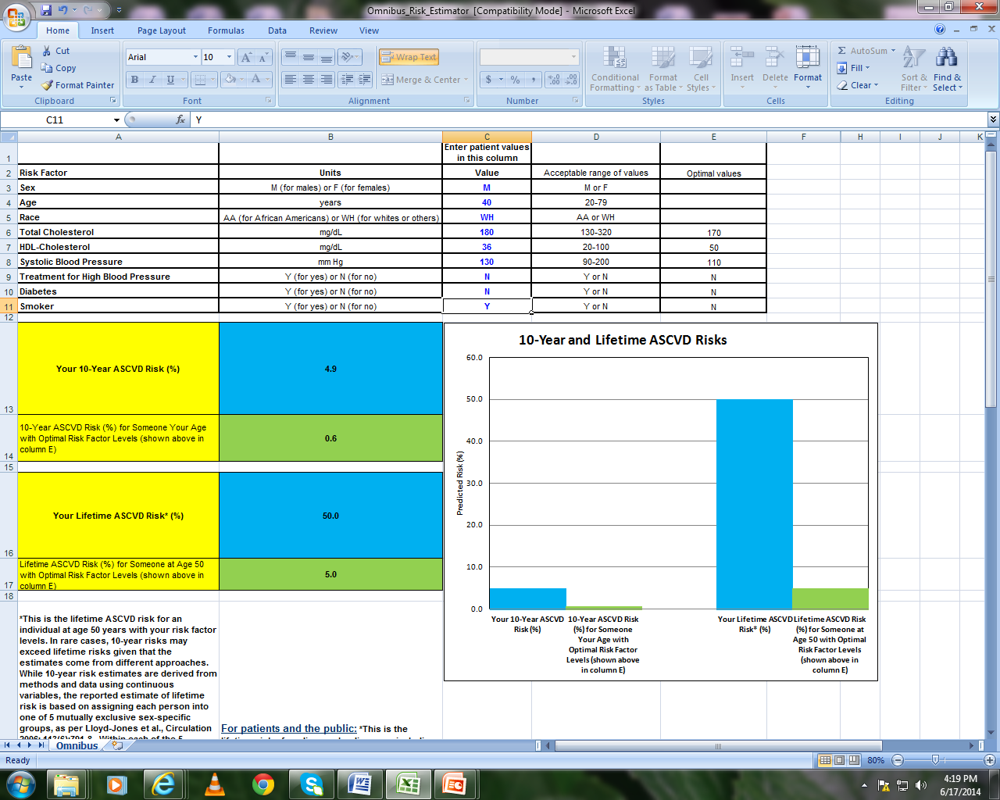 Omnibus_Risk_Estimator [Compatibility Mode] - Microsoft Excel
Home Insert Page Layout Formulas Data Review View
Paste Cut Copy Format Painter Clipboard
Arial 10 A A B I U A Font
Wrap Text Merge & Center Alignment
$ % , .0 .00 .00 .0 Number
Conditional Formatting Format as Table Cell Styles Styles
Insert Delete Format Cells
Σ AutoSum Fill Clear Sort & Filter Find & Select Editing
C11 fx Y
A B C D E F G H I J K
1 Enter patient values in this column
2 Risk Factor Units Value Acceptable range of values Optimal values
3 Sex M (for males) or F (for females) M M or F
4 Age years 40 20-79
5 Race AA (for African Americans) or WH (for whites or others) WH AA or WH
6 Total Cholesterol mg/dL 180 130-320 170
7 HDL-Cholesterol mg/dL 36 20-100 50
8 Systolic Blood Pressure mm Hg 130 90-200 110
9 Treatment for High Blood Pressure Y (for yes) or N (for no) N Y or N N
10 Diabetes Y (for yes) or N (for no) N Y or N N
11 Smoker Y (for yes) or N (for no) Y Y or N N
12
13 Your 10-Year ASCVD Risk (%) 4.9
10-Year ASCVD Risk (%) for Someone Your Age
with Optimal Risk Factor Levels (shown above in
14 column E) 0.6
15
16 Your Lifetime ASCVD Risk* (%) 50.0
Lifetime ASCVD Risk (%) for Someone at Age 50
with Optimal Risk Factor Levels (shown above in
17 column E) 5.0
18
10-Year and Lifetime ASCVD Risks
Predicted Risk (%)
60.0
50.0
40.0
30.0
20.0
10.0
0.0
Your 10-Year ASCVD
Risk (%)
10-Year ASCVD Risk
(%) for Someone
Your Age with
Optimal Risk Factor
Levels (shown above
in column E)
Your Lifetime ASCVD
Risk* (%)
Lifetime ASCVD Risk
(%) for Someone at
Age 50 with Optimal
Risk Factor Levels
(shown above in
column E)
*This is the lifetime ASCVD risk for an
individual at age 50 years with your risk factor
levels. In rare cases, 10-year risks may
exceed lifetime risks given that the
estimates come from different approaches.
While 10-year risk estimates are derived from
methods and data using continuous
variables, the reported estimate of lifetime
risk is based on assigning each person into
one of 5 mutually exclusive sex-specific
groups, as per Lloyd-Jones et al., Circulation
For patients and the public: *This is the
Omnibus
Ready 80%
4:19 PM
6/17/2014